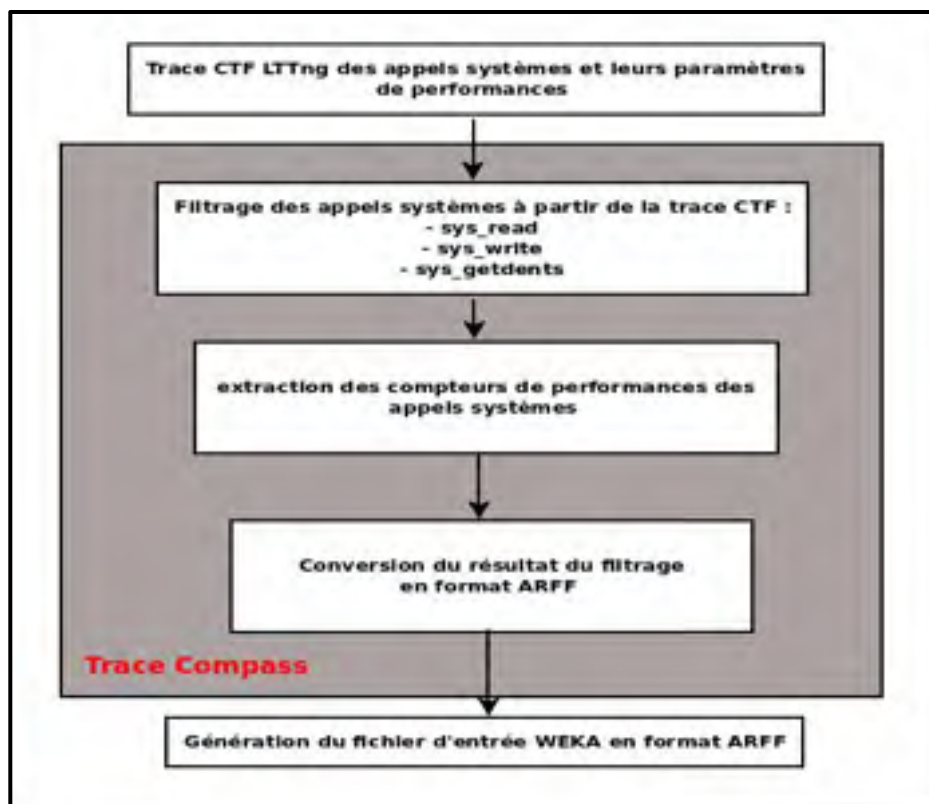 Trace CTF LTTng des appels systèmes et leurs paramètres
de performances
Filtrage des appels systèmes à partir de la trace CTF :
- sys_read
- sys_write
- sys_getdents
extraction des compteurs de performances des
appels systèmes
Conversion du résultat du filtrage
en format ARFF
Trace Compass
Génération du fichier d'entrée WEKA en format ARFF